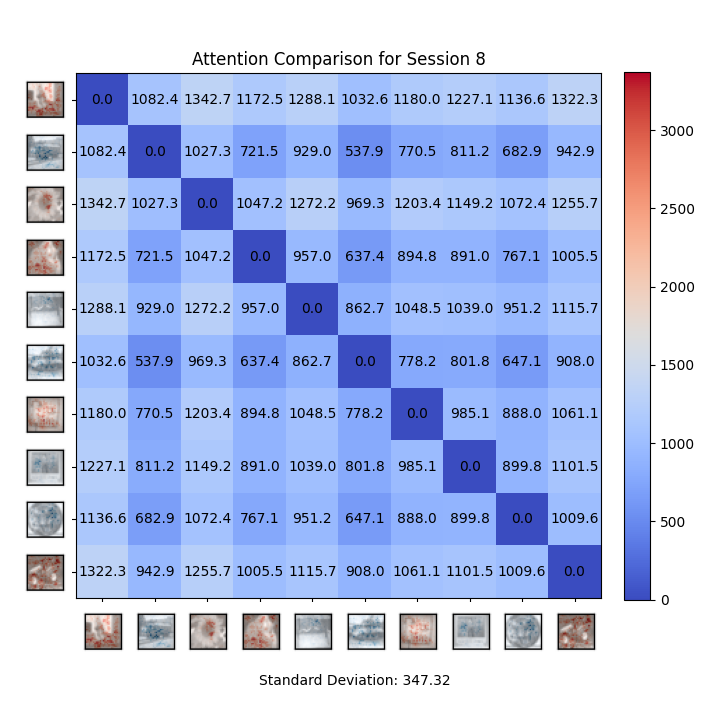 Attention Comparison for Session 8
0.0 1082.4 1342.7 1172.5 1288.1 1032.6 1180.0 1227.1 1136.6 1322.3
1082.4 0.0 1027.3 721.5 929.0 537.9 770.5 811.2 682.9 942.9
1342.7 1027.3 0.0 1047.2 1272.2 969.3 1203.4 1149.2 1072.4 1255.7
1172.5 721.5 1047.2 0.0 957.0 637.4 894.8 891.0 767.1 1005.5
1288.1 929.0 1272.2 957.0 0.0 862.7 1048.5 1039.0 951.2 1115.7
1032.6 537.9 969.3 637.4 862.7 0.0 778.2 801.8 647.1 908.0
1180.0 770.5 1203.4 894.8 1048.5 778.2 0.0 985.1 888.0 1061.1
1227.1 811.2 1149.2 891.0 1039.0 801.8 985.1 0.0 899.8 1101.5
1136.6 682.9 1072.4 767.1 951.2 647.1 888.0 899.8 0.0 1009.6
1322.3 942.9 1255.7 1005.5 1115.7 908.0 1061.1 1101.5 1009.6 0.0
3000
2500
2000
1500
1000
500
0
Standard Deviation: 347.32